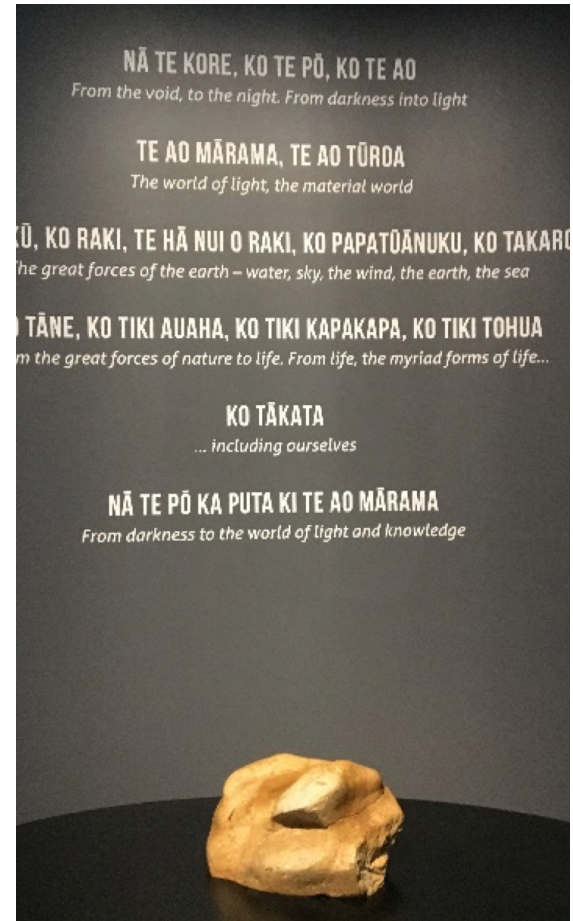 NĀ TE KORE, KO TE PŌ, KO TE AO
From the void, to the night. From darkness into light
TE AO MĀRAMA, TE AO TŪROA
The world of light, the material world
KO RAKI, TE HĀ NUI O RAKI, KO PAPATŪĀNUKU, KO
he great forces of the earth – water, sky, the wind, the earth, the sea
TĀNE, KO TIKI AUAHA, KO TIKI KAPAKAPA, KO TIKI TOHUA
m the great forces of nature to life. From life, the myriad forms of life...
KO TĀKATA
... including ourselves
NĀ TE PŌ KA PUTA KI TE AO MĀRAMA
From darkness to the world of light and knowledge